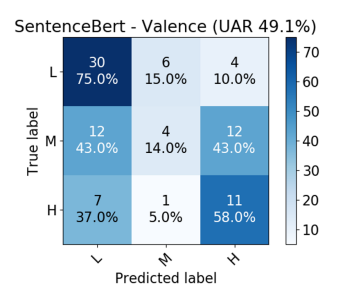 SentenceBert - Valence (UAR 49.1%)
True label
L
30 6 4
75.0% 15.0% 10.0%
M
12 4 12
43.0% 14.0% 43.0%
H
7 1 11
37.0% 5.0% 58.0%
L M H
Predicted label
70
60
50
40
30
20
10